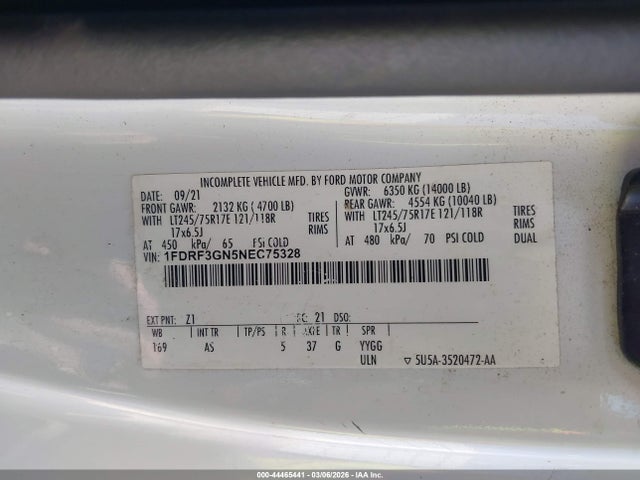 INCOMPLETE VEHICLE MFD. BY FORD MOTOR COMPANY
DATE: 09/21 GVWR: 6350 KG (14000 LB)
FRONT GAWR: 2132 KG ( 4700 LB) REAR GAWR: 4554 KG (10040 LB)
WITH LT245/75R17E 121/118R TIRES WITH LT245/75R17E 121/118R TIRES
17x6.5J RIMS 17x6.5J RIMS
AT 450 kPa/ 65 PSI COLD AT 480 kPa/ 70 PSI COLD DUAL
VIN: 1FDRF3GN5NEC75328
EXT PNT: Z1 RC: 21 DSO:
WB INT TR TP/PS R AXLE TR SPR
169 AS 5 37 G YYGG
ULN ▽ 5U5A-3520472-AA
000-44465441 | 03/06/2026 - IAA Inc.